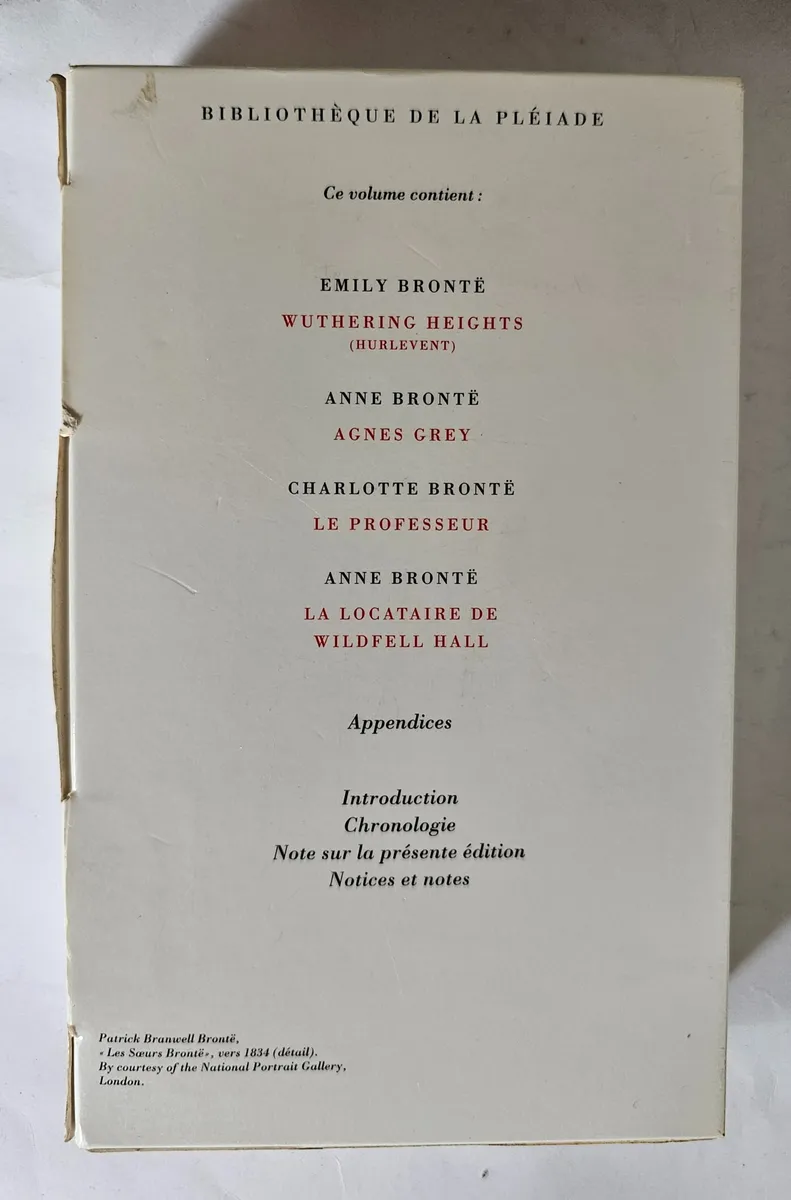 BIBLIOTHÈQUE DE LA PLÉIADE
Ce volume contient :
EMILY BRONTË
WUTHERING HEIGHTS
(HURLEVENT)
ANNE BRONTË
AGNES GREY
CHARLOTTE BRONTË
LE PROFESSEUR
ANNE BRONTË
LA LOCATAIRE DE
WILDFELL HALL
Appendices
Introduction
Chronologie
Note sur la présente édition
Notices et notes
Patrick Branwell Brontë,
« Les Sœurs Brontë», vers 1834 (détail).
By courtesy of the National Portrait Gallery,
London.